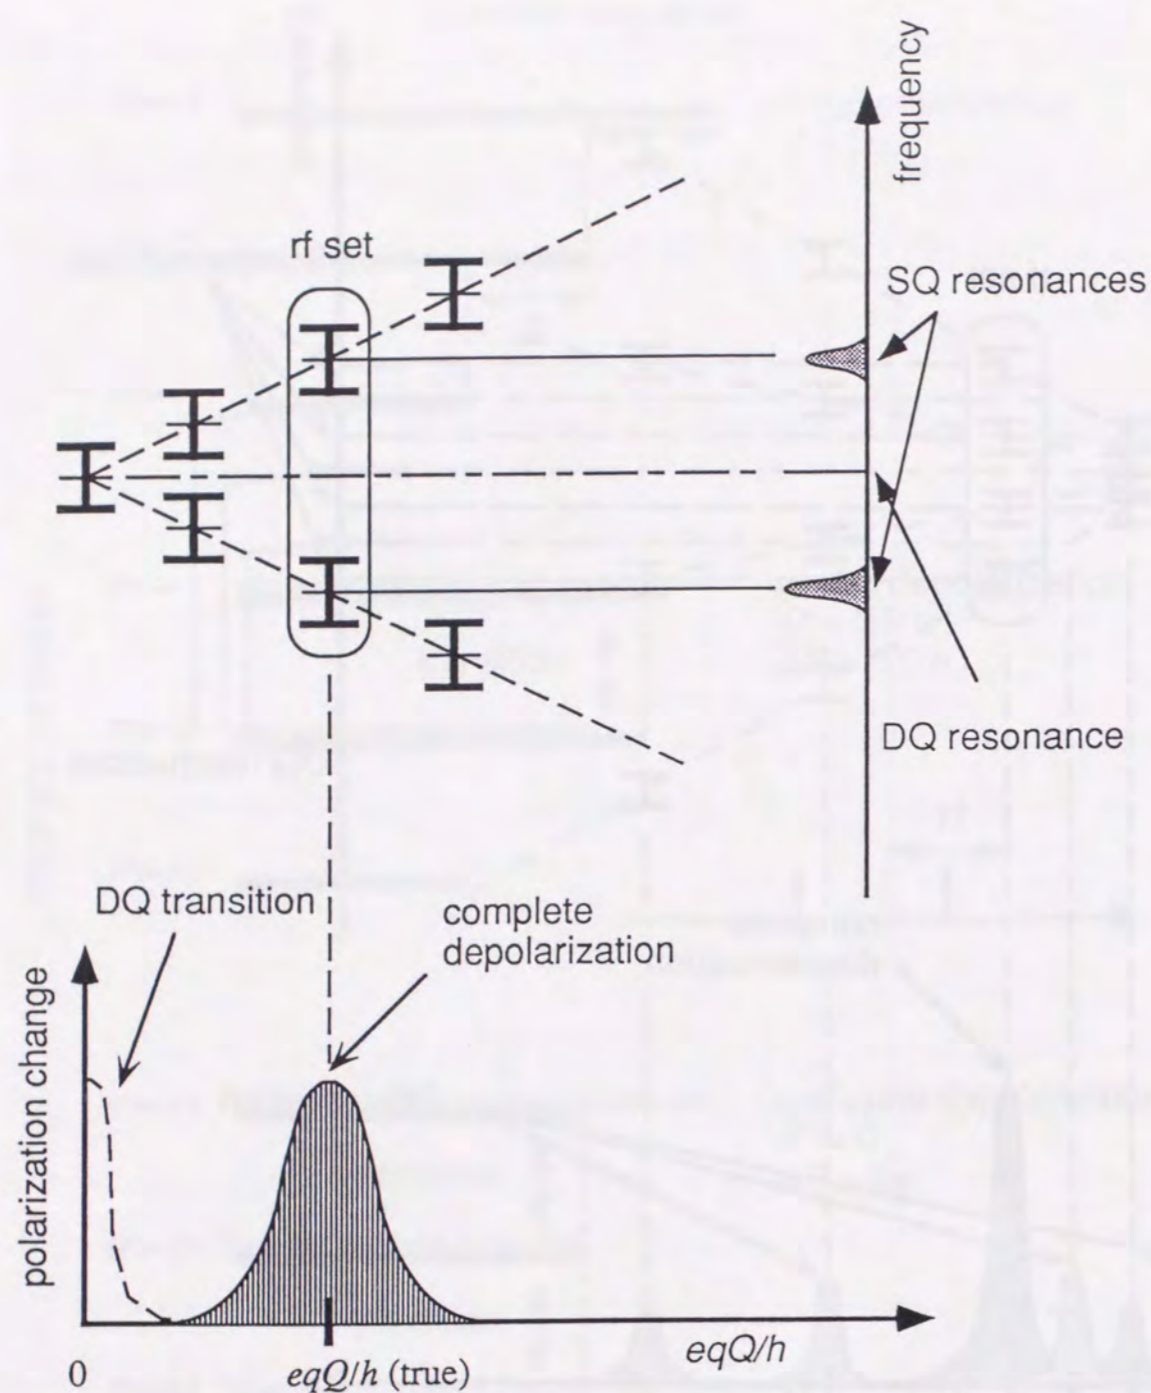 frequency
rf set
SQ resonances
DQ resonance
DQ transition
complete
depolarization
polarization change
eqQ/h
0
eqQ/h (true)